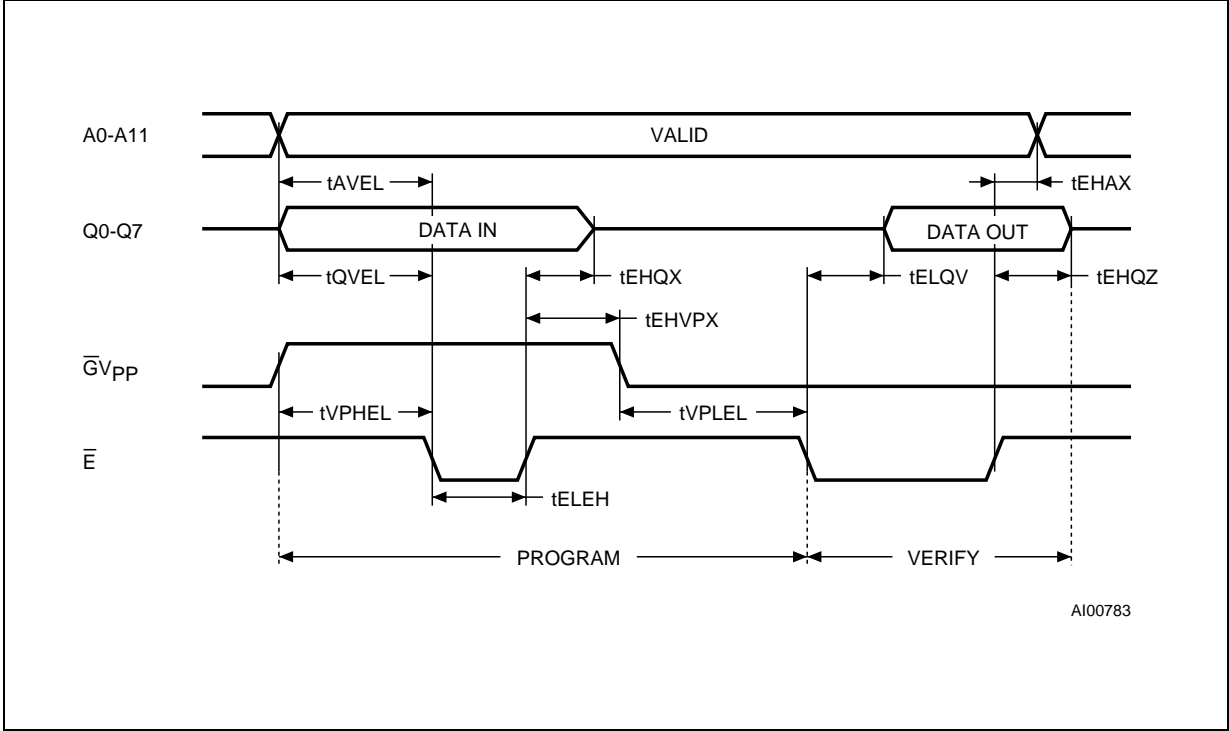 A0-A11
VALID
tAVEL
tEHAX
Q0-Q7
DATA IN
DATA OUT
tQVEL
tEHQX
tELQV
tEHQZ
tEHVPX
G̅VPP
tVPHEL
tVPLEL
E̅
tELEH
PROGRAM
VERIFY
AI00783